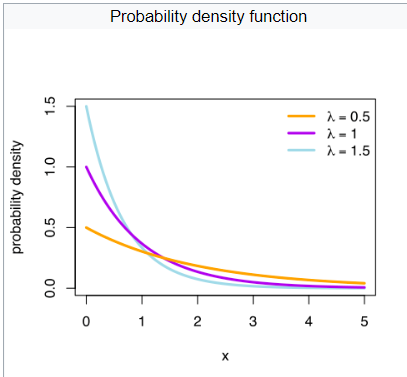 Probability density function
probability density
1.5
1.0
0.5
0.0
λ = 0.5
λ = 1
λ = 1.5
0 1 2 3 4 5
x